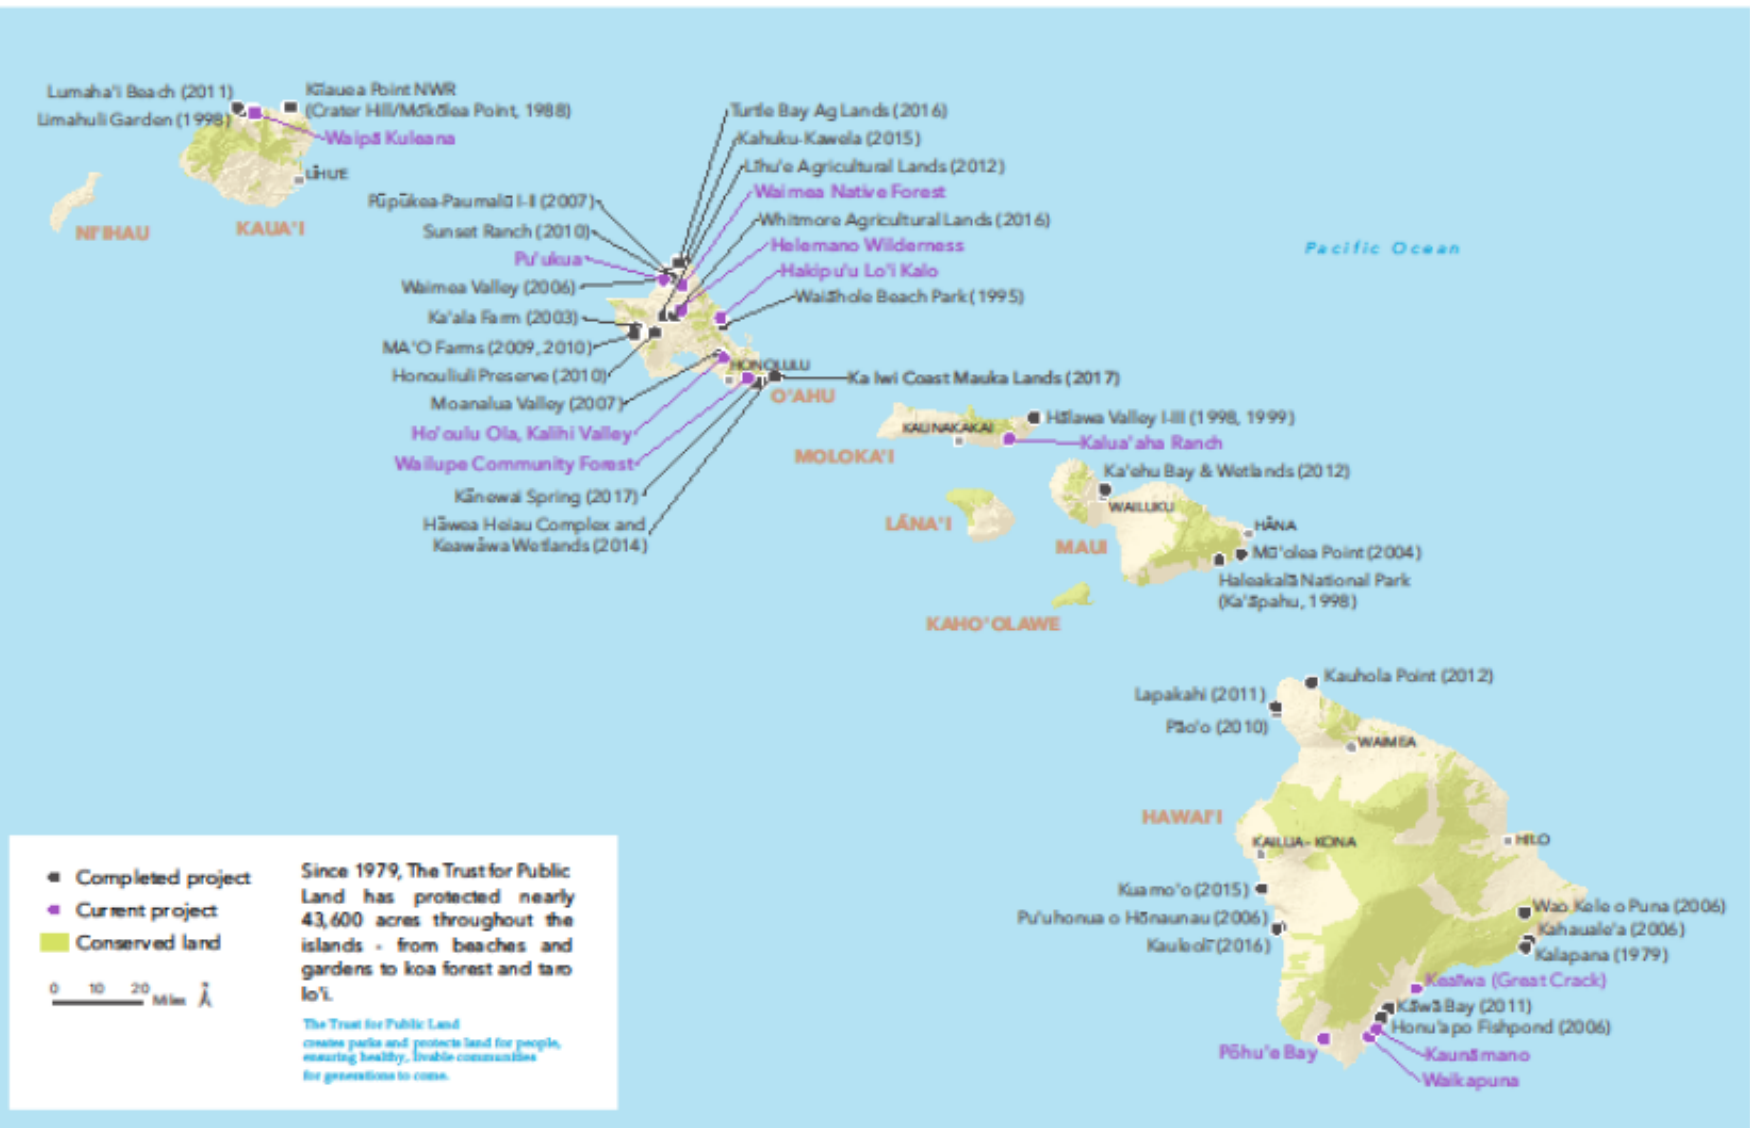 Lumaha'i Beach (2011)
Limahuli Garden (1998)
Kīlauea Point NWR
(Crater Hill/Mōkōlea Point, 1988)
Waipā Kuleana
LĪHU'E
NI'IHAU
KAUA'I
Turtle Bay Ag Lands (2016)
Kahuku-Kawela (2015)
Līhu'e Agricultural Lands (2012)
Waimea Native Forest
Whitmore Agricultural Lands (2016)
Helemano Wilderness
Hakipu'u Lo'i Kalo
Waiāhole Beach Park (1995)
Pūpūkea-Paumalū I-II (2007)
Sunset Ranch (2010)
Pu'ukua
Waimea Valley (2006)
Ka'ala Farm (2003)
MA'O Farms (2009, 2010)
Honouliuli Preserve (2010)
Moanalua Valley (2007)
Ho'oulu Ola, Kalihi Valley
Wailupe Community Forest
Kānewai Spring (2017)
Hāwea Heiau Complex and
Keawāwa Wetlands (2014)
HONOLULU
O'AHU
Ka Iwi Coast Mauka Lands (2017)
Pacific Ocean
KAUNAKAKAI
Hālawa Valley I-III (1998, 1999)
Kalua'aha Ranch
MOLOKA'I
Ka'ehu Bay & Wetlands (2012)
WAILUKU
LĀNA'I
MAUI
HĀNA
Mū'olea Point (2004)
Haleakalā National Park
(Ka'āpahu, 1998)
KAHO'OLAWE
Kauhola Point (2012)
Lapakahi (2011)
Pāo'o (2010)
WAIMEA
HAWAI'I
KAILUA- KONA
HILO
Kuamo'o (2015)
Pu'uhonua o Hōnaunau (2006)
Kauleolī (2016)
Wao Kele o Puna (2006)
Kahauale'a (2006)
Kalapana (1979)
Keaīwa (Great Crack)
Kāwā Bay (2011)
Honu'apo Fishpond (2006)
Pōhu'e Bay
Kaunāmano
Waikapuna
Completed project
Current project
Conserved land
0 10 20 Miles
Since 1979, The Trust for Public
Land has protected nearly
43,600 acres throughout the
islands - from beaches and
gardens to koa forest and taro
lo'i.
The Trust for Public Land
creates parks and protects land for people,
ensuring healthy, livable communities
for generations to come.